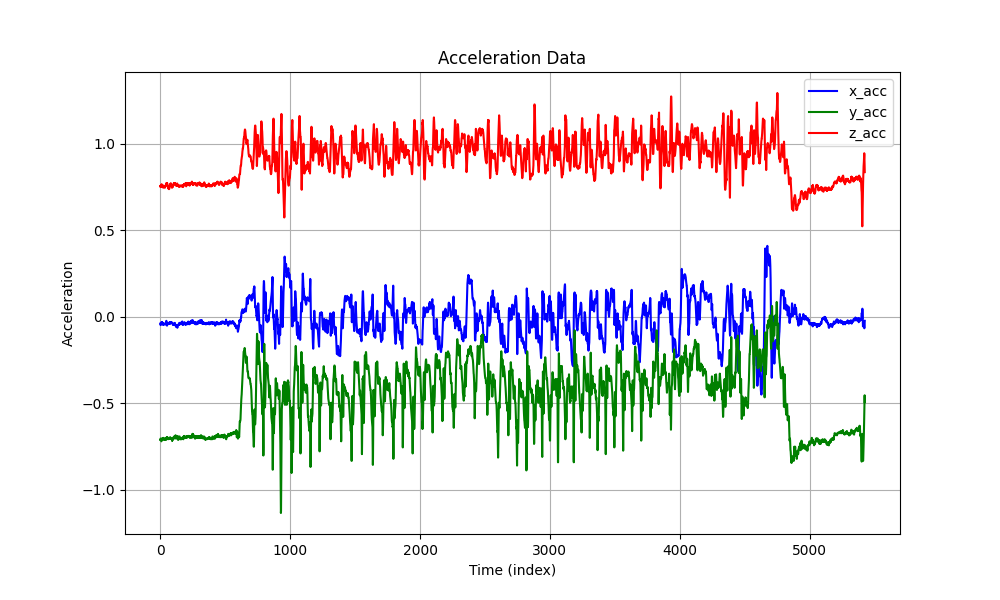 Acceleration Data
x_acc
y_acc
z_acc
1.0
0.5
0.0
−0.5
−1.0
Acceleration
0 1000 2000 3000 4000 5000
Time (index)